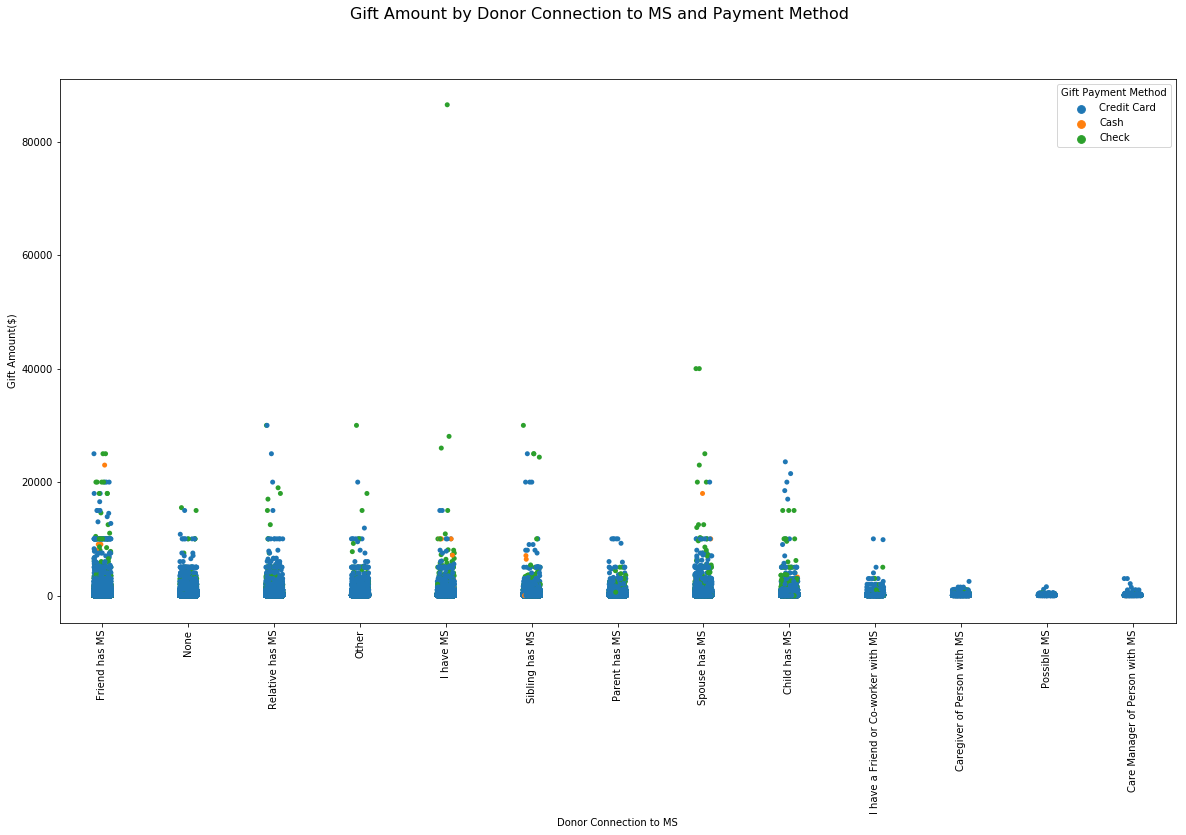 Gift Amount by Donor Connection to MS and Payment Method
Gift Payment Method
Credit Card
Cash
Check
80000
60000
40000
20000
0
Gift Amount($)
Friend has MS
None
Relative has MS
Other
I have MS
Sibling has MS
Parent has MS
Spouse has MS
Child has MS
I have a Friend or Co-worker with MS
Caregiver of Person with MS
Possible MS
Care Manager of Person with MS
Donor Connection to MS